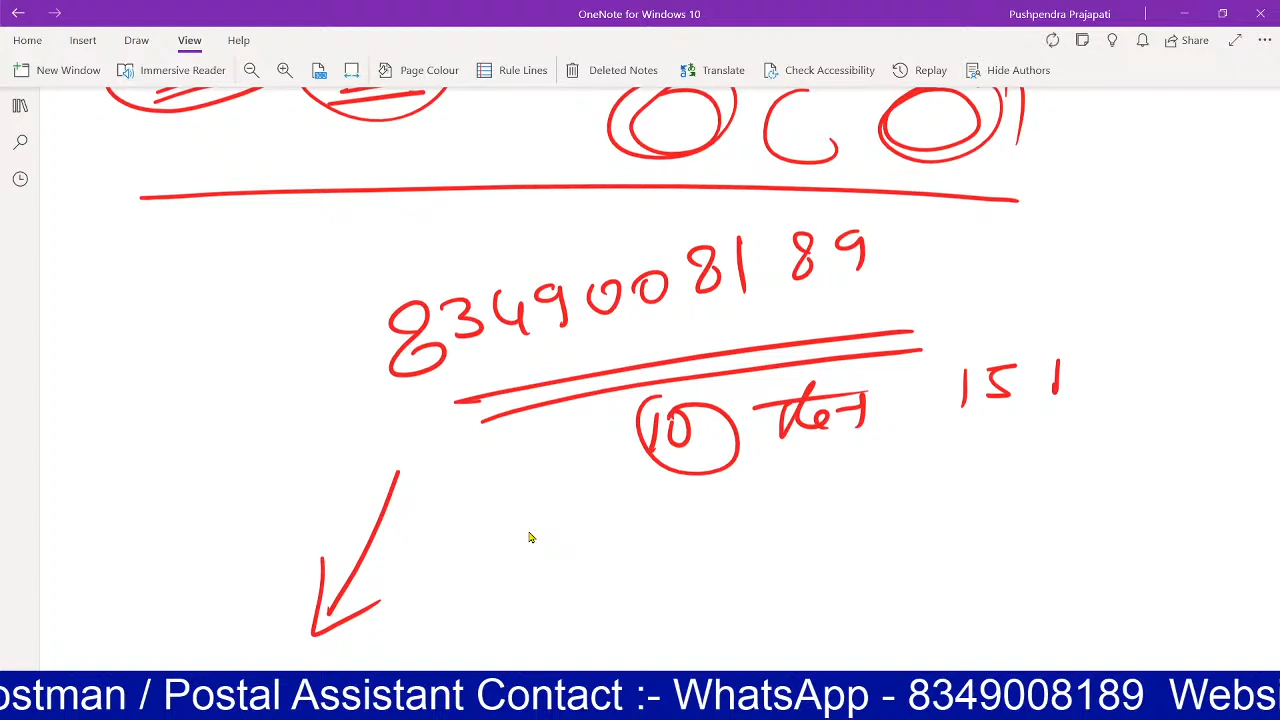 OneNote for Windows 10
Pushpendra Prajapati
Home Insert Draw View Help
Share
New Window Immersive Reader Page Colour Rule Lines Deleted Notes Translate Check Accessibility Replay Hide Authors
8349008189
10
151
ostman / Postal Assistant Contact :- WhatsApp - 8349008189 Websi